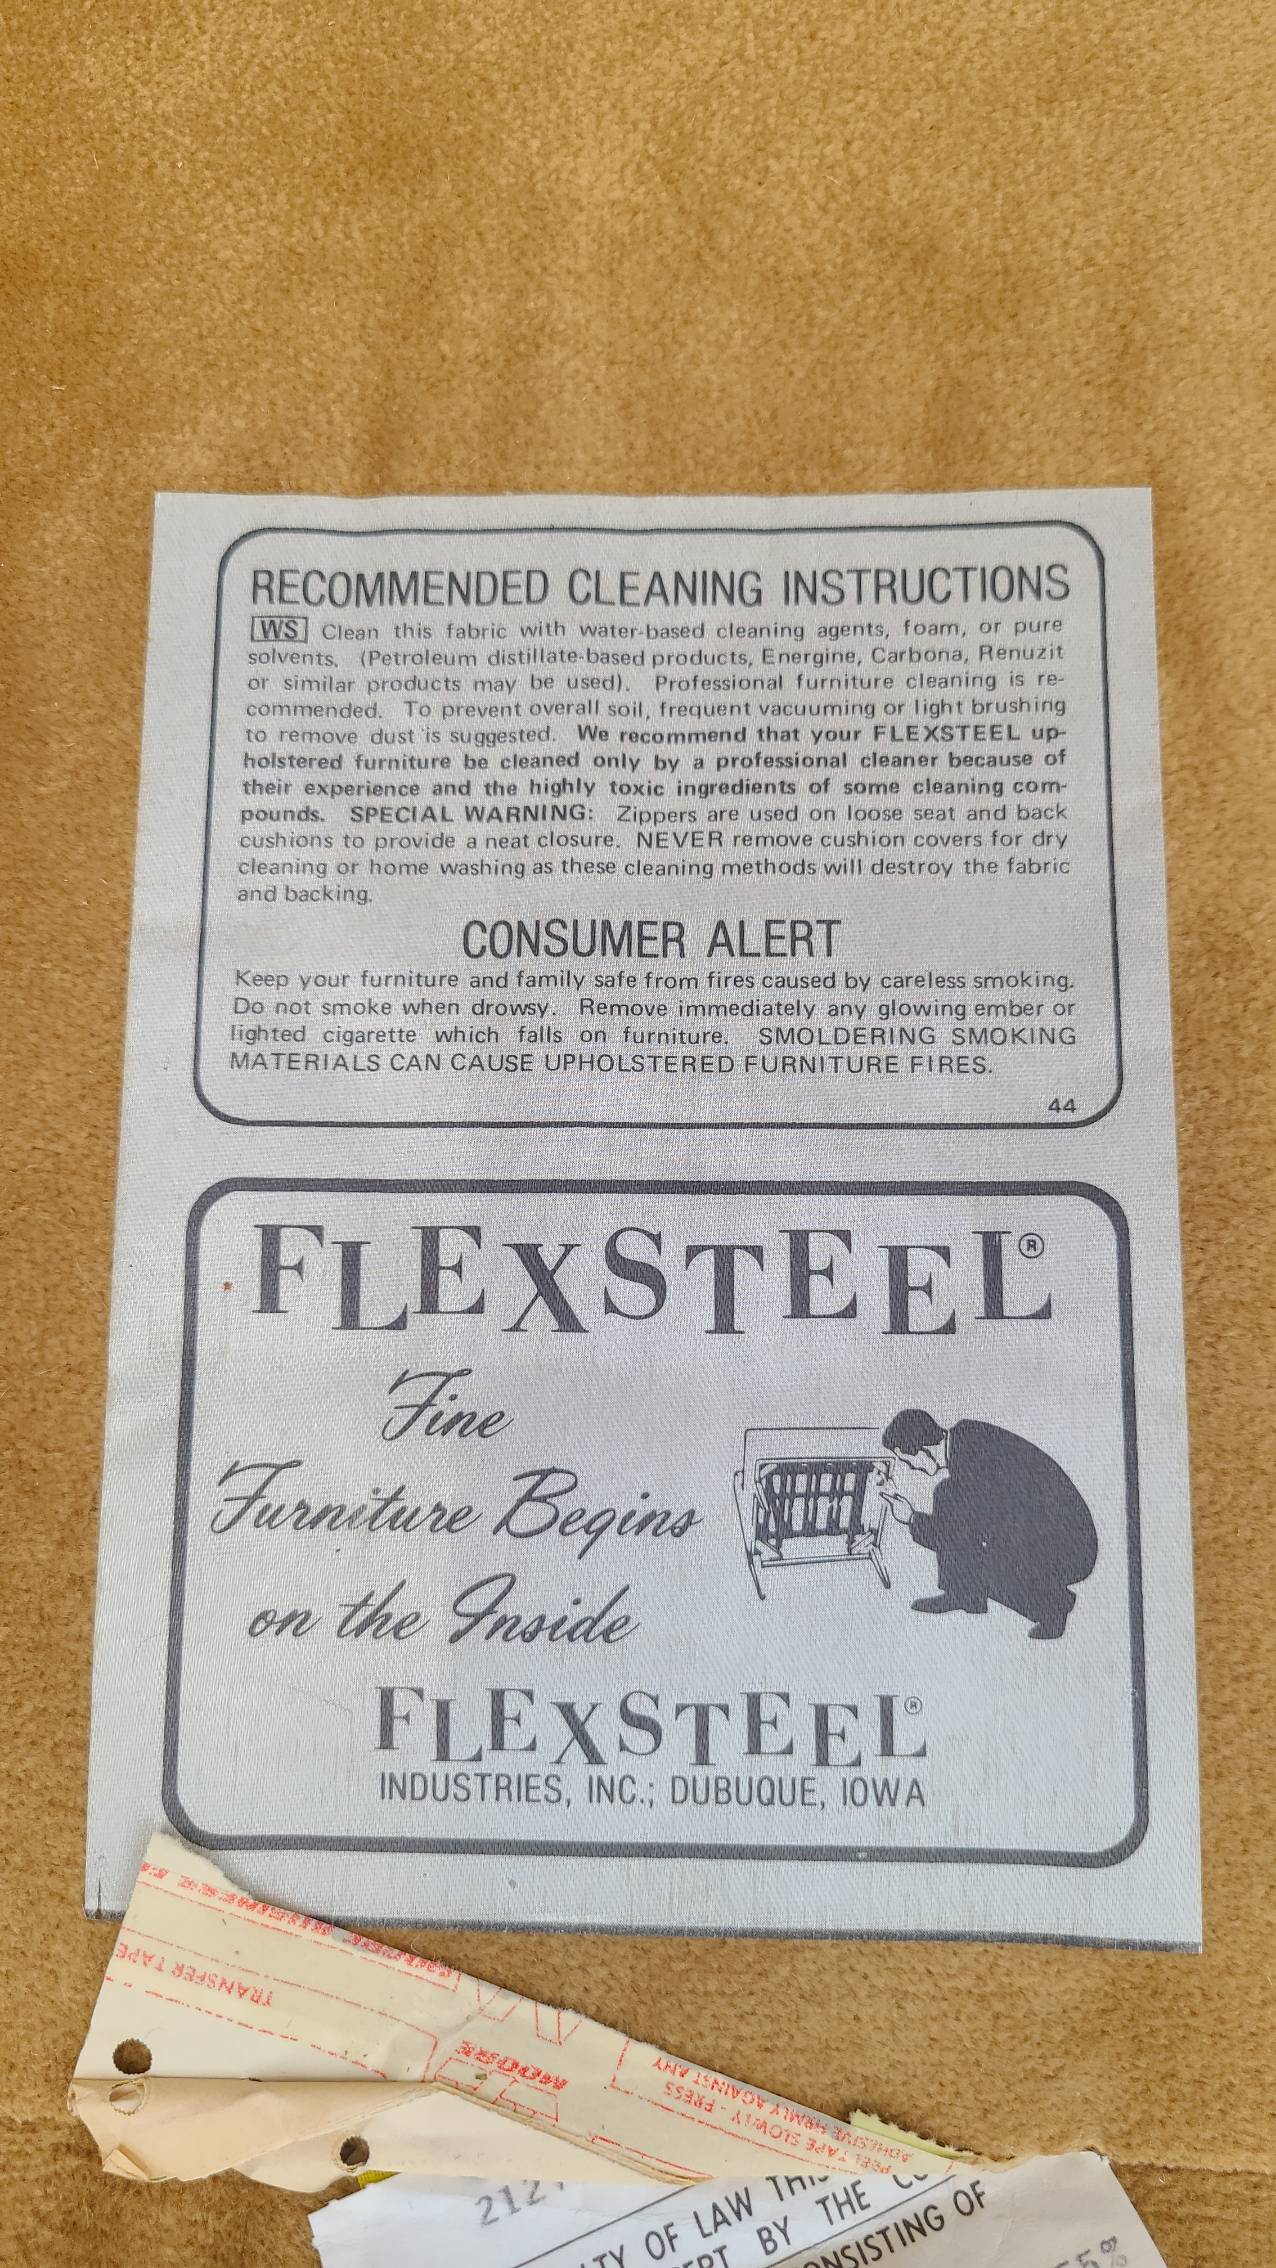 RECOMMENDED CLEANING INSTRUCTIONS
WS Clean this fabric with water-based cleaning agents, foam, or pure
solvents. (Petroleum distillate-based products, Energine, Carbona, Renuzit
or similar products may be used). Professional furniture cleaning is re-
commended. To prevent overall soil, frequent vacuuming or light brushing
to remove dust is suggested. We recommend that your FLEXSTEEL up-
holstered furniture be cleaned only by a professional cleaner because of
their experience and the highly toxic ingredients of some cleaning com-
pounds. SPECIAL WARNING: Zippers are used on loose seat and back
cushions to provide a neat closure. NEVER remove cushion covers for dry
cleaning or home washing as these cleaning methods will destroy the fabric
and backing.
CONSUMER ALERT
Keep your furniture and family safe from fires caused by careless smoking.
Do not smoke when drowsy. Remove immediately any glowing ember or
lighted cigarette which falls on furniture. SMOLDERING SMOKING
MATERIALS CAN CAUSE UPHOLSTERED FURNITURE FIRES.
44
FLEXSTEEL®
Fine
Furniture Begins
on the Inside
FLEXSTEEL®
INDUSTRIES, INC.; DUBUQUE, IOWA
TRANSFER TAPE
MOORE
PEEL TAPE SLOWLY - PRESS
ADHESIVE FIRMLY AGAINST ANY
212
OF LAW
BY THE
OF